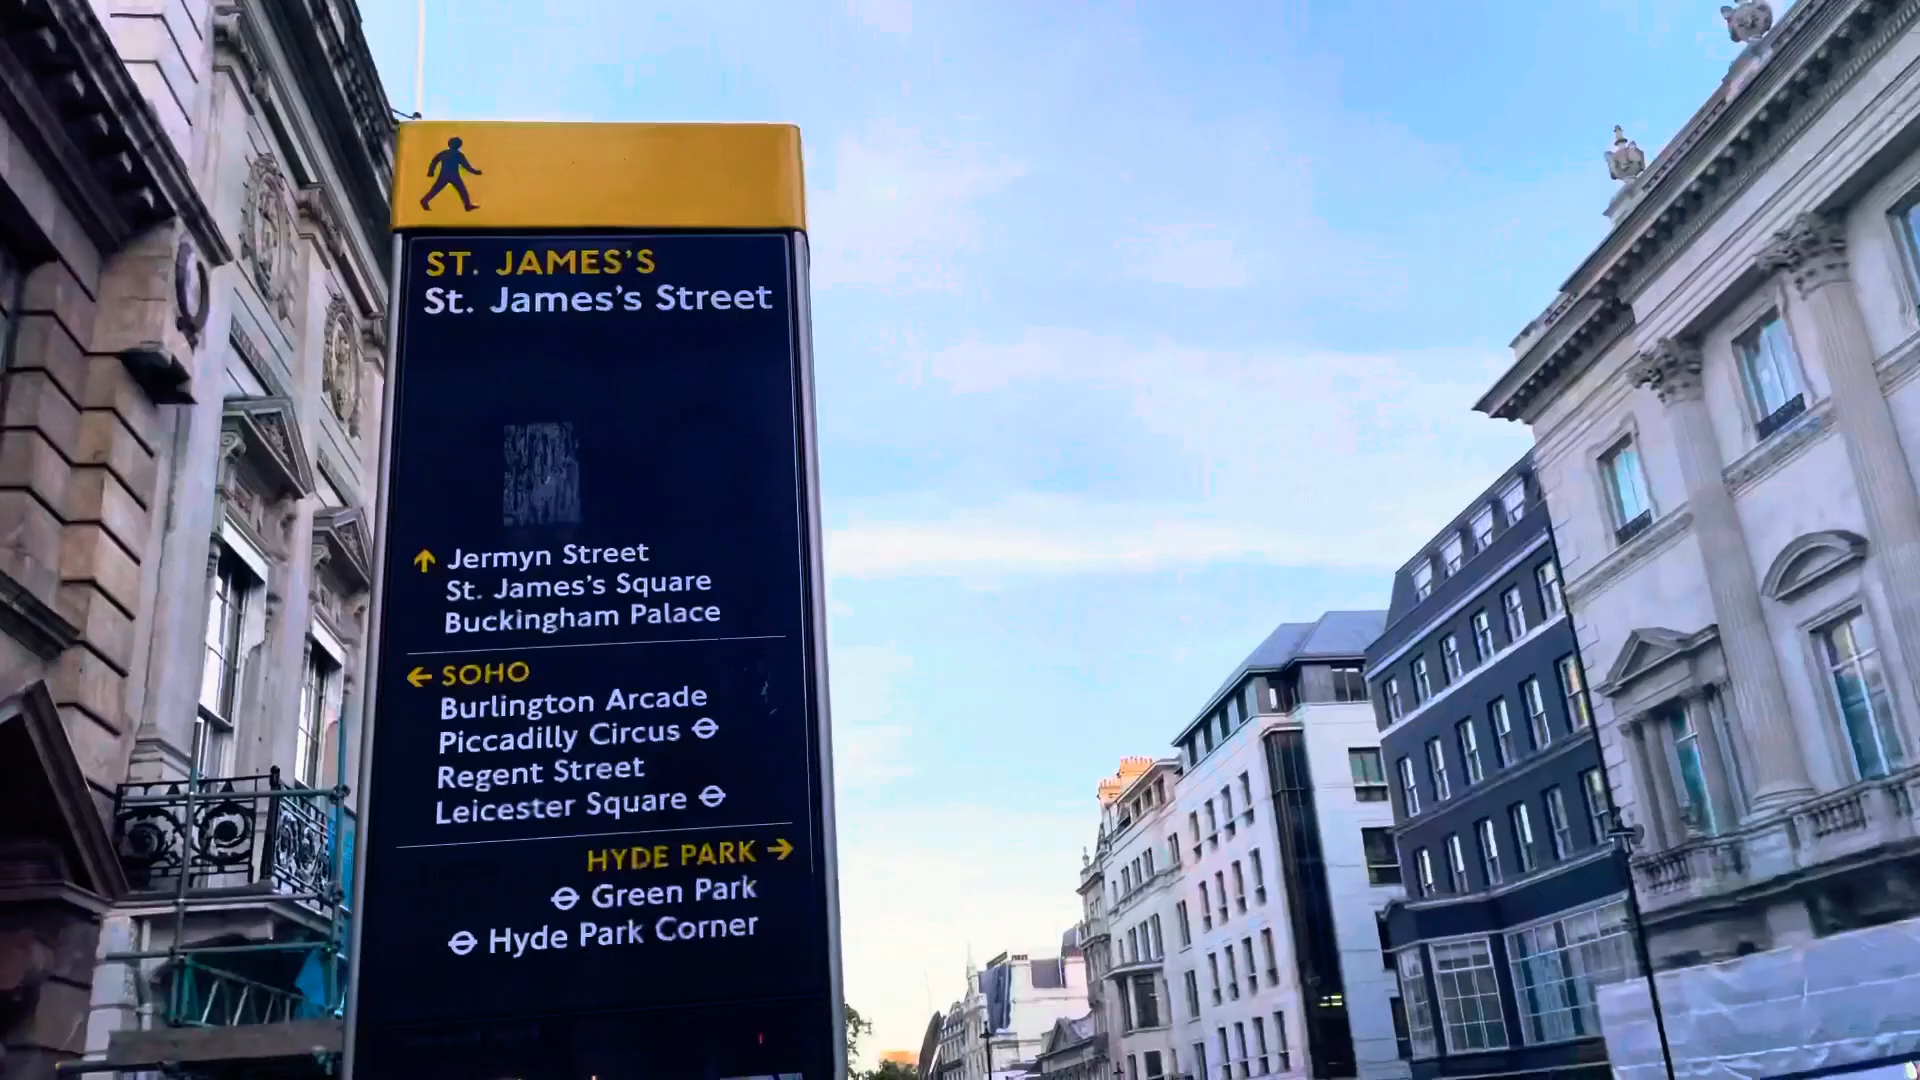 ST. JAMES'S
St. James's Street
Jermyn Street
St. James's Square
Buckingham Palace
SOHO
Burlington Arcade
Piccadilly Circus
Regent Street
Leicester Square
HYDE PARK
Green Park
Hyde Park Corner